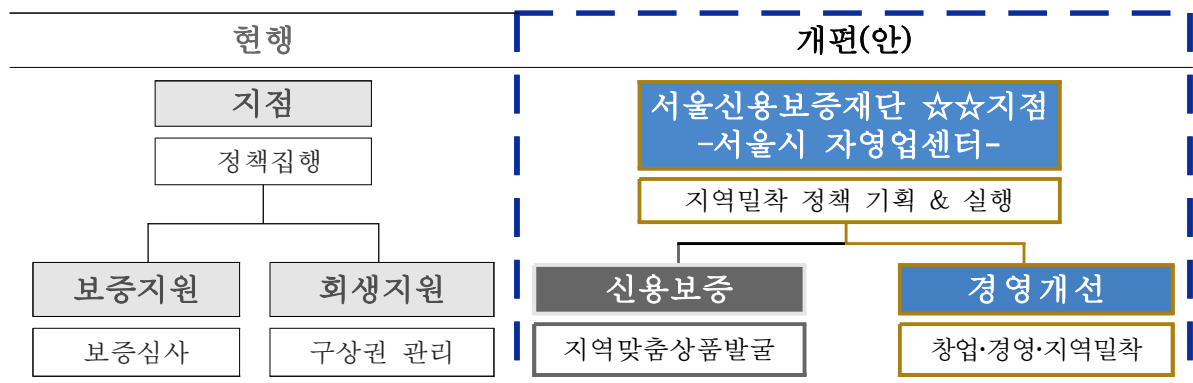 현행
개편(안)
지점
정책집행
보증지원
회생지원
보증심사
구상권 관리
서울신용보증재단 ☆☆지점
-서울시 자영업센터-
지역밀착 정책 기획 & 실행
신용보증
경영개선
지역맞춤상품발굴
창업·경영·지역밀착